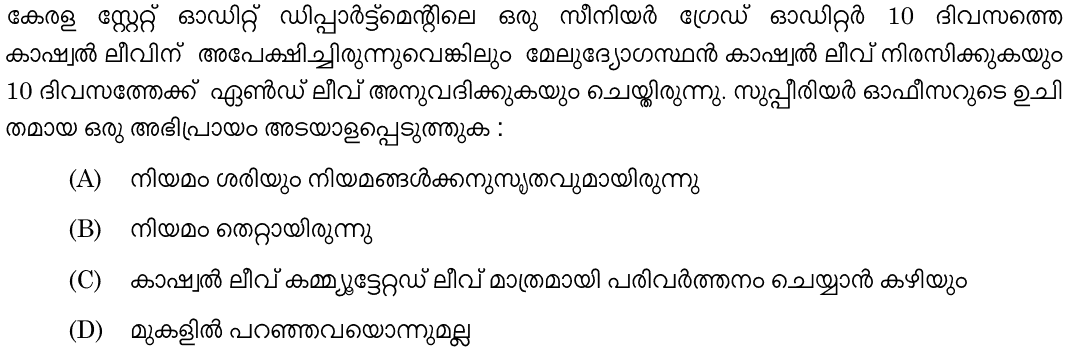 കേരള സ്റ്റേറ്റ് ഓഡിറ്റ് ഡിപ്പാർട്ട്മെന്റിലെ ഒരു സീനിയർ ഗ്രേഡ് ഓഡിറ്റർ 10 ദിവസത്തെ
കാഷ്വൽ ലീവിന് അപേക്ഷിച്ചിരുന്നുവെങ്കിലും മേലുദ്യോഗസ്ഥൻ കാഷ്വൽ ലീവ് നിരസിക്കുകയും
10 ദിവസത്തേക്ക് ഏൺഡ് ലീവ് അനുവദിക്കുകയും ചെയ്തിരുന്നു. സുപ്പീരിയർ ഓഫീസറുടെ ഉചി
തമായ ഒരു അഭിപ്രായം അടയാളപ്പെടുത്തുക :
(A) നിയമം ശരിയും നിയമങ്ങൾക്കനുസൃതവുമായിരുന്നു
(B) നിയമം തെറ്റായിരുന്നു
(C) കാഷ്വൽ ലീവ് കമ്മ്യൂട്ടേറ്റഡ് ലീവ് മാത്രമായി പരിവർത്തനം ചെയ്യാൻ കഴിയും
(D) മുകളിൽ പറഞ്ഞവയൊന്നുമല്ല